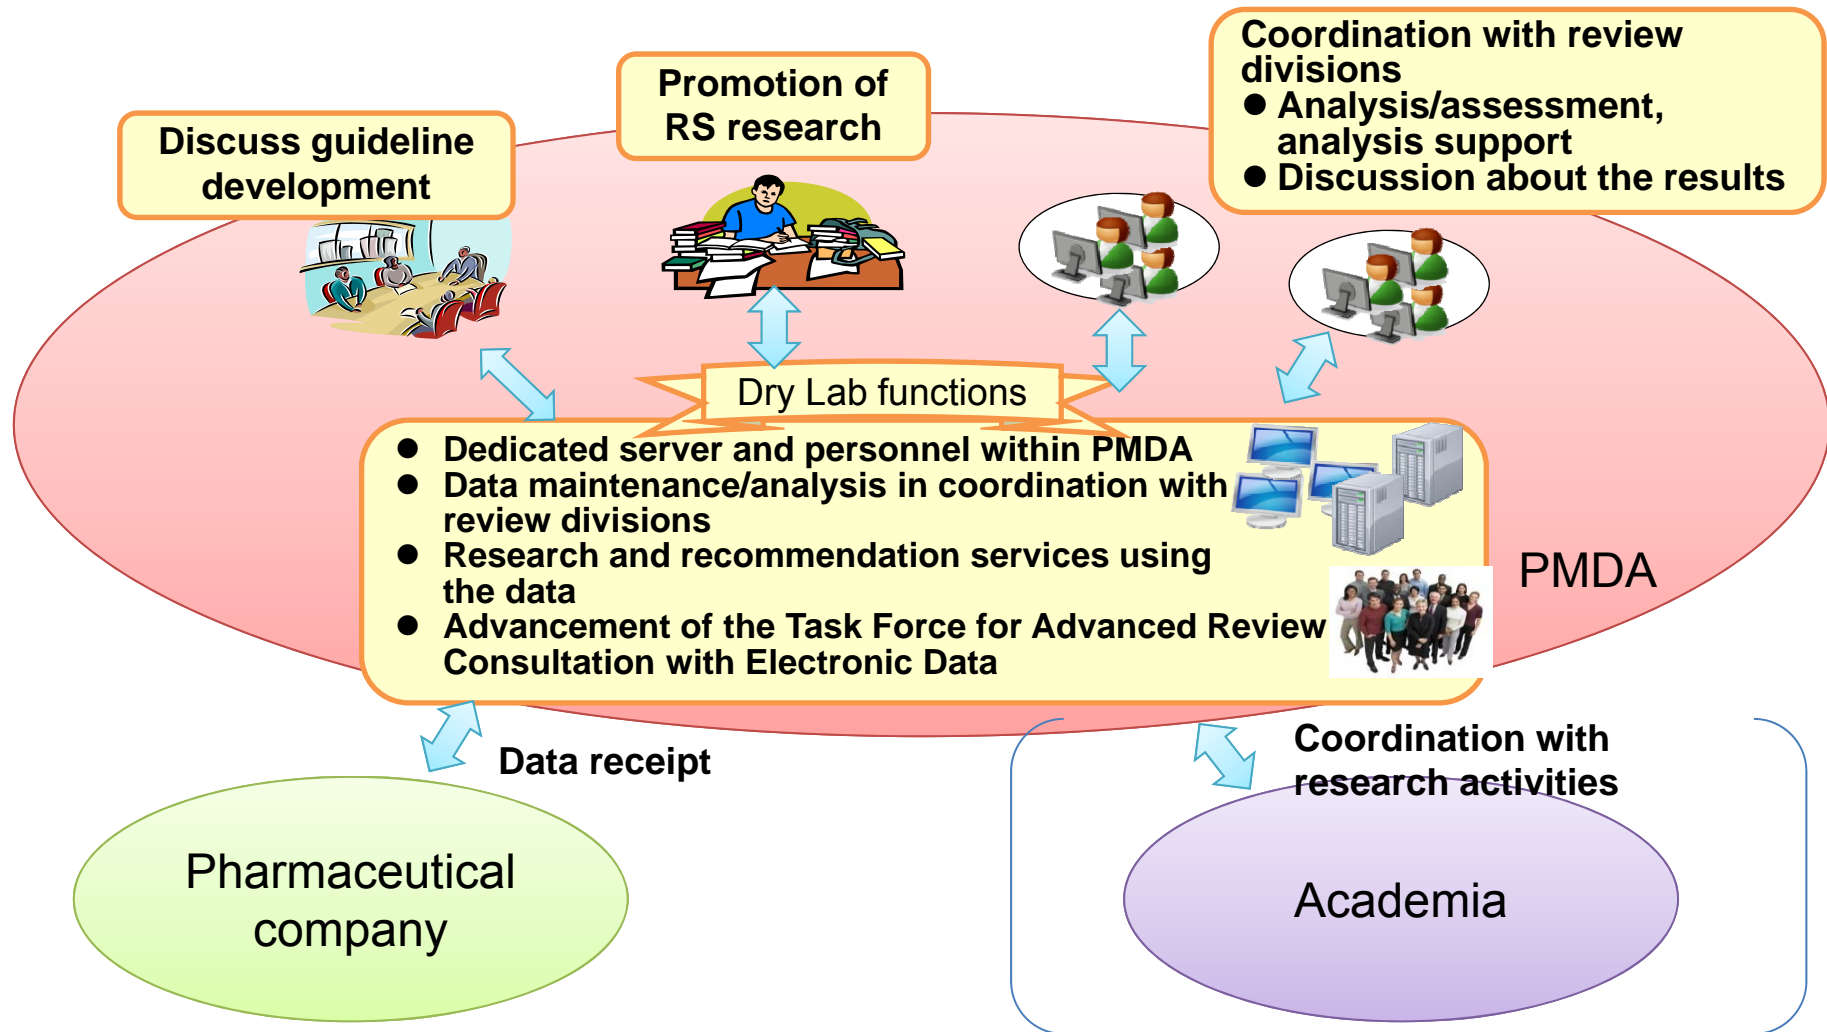 Coordination with review
divisions
● Analysis/assessment,
analysis support
● Discussion about the results
Promotion of
RS research
Discuss guideline
development
Dry Lab functions
● Dedicated server and personnel within PMDA
● Data maintenance/analysis in coordination with
review divisions
● Research and recommendation services using
the data
● Advancement of the Task Force for Advanced Review
Consultation with Electronic Data
PMDA
Data receipt
Coordination with
research activities
Pharmaceutical
company
Academia